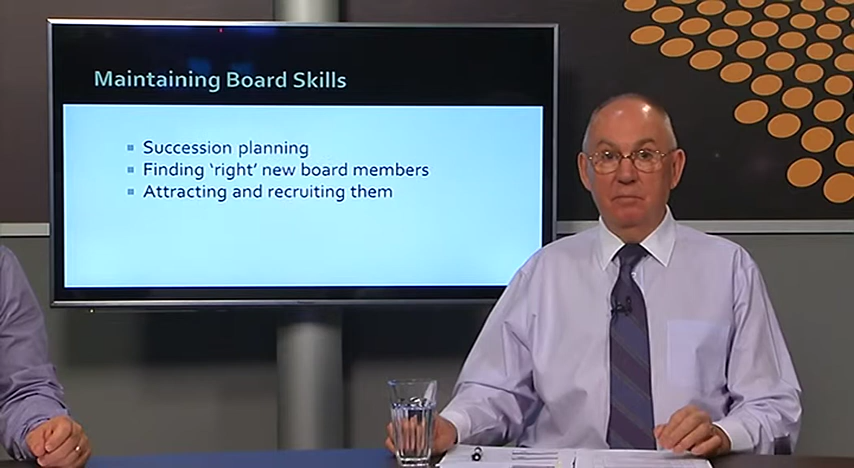 Maintaining Board Skills
Succession planning
Finding ‘right’ new board members
Attracting and recruiting them